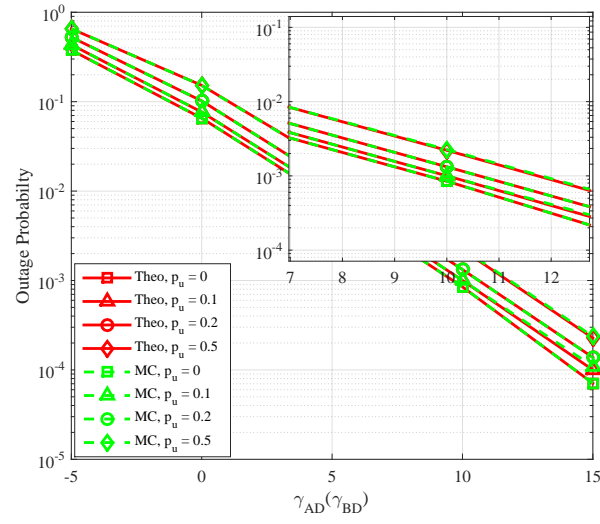 10^0
10^-1
10^-2
10^-3
10^-4
10^-5
Outage Probabilty
10^-1
10^-2
10^-3
10^-4
7 8 9 10 11 12
Theo, p_u = 0
Theo, p_u = 0.1
Theo, p_u = 0.2
Theo, p_u = 0.5
MC, p_u = 0
MC, p_u = 0.1
MC, p_u = 0.2
MC, p_u = 0.5
-5 0 5 10 15
γ_AD(γ_BD)